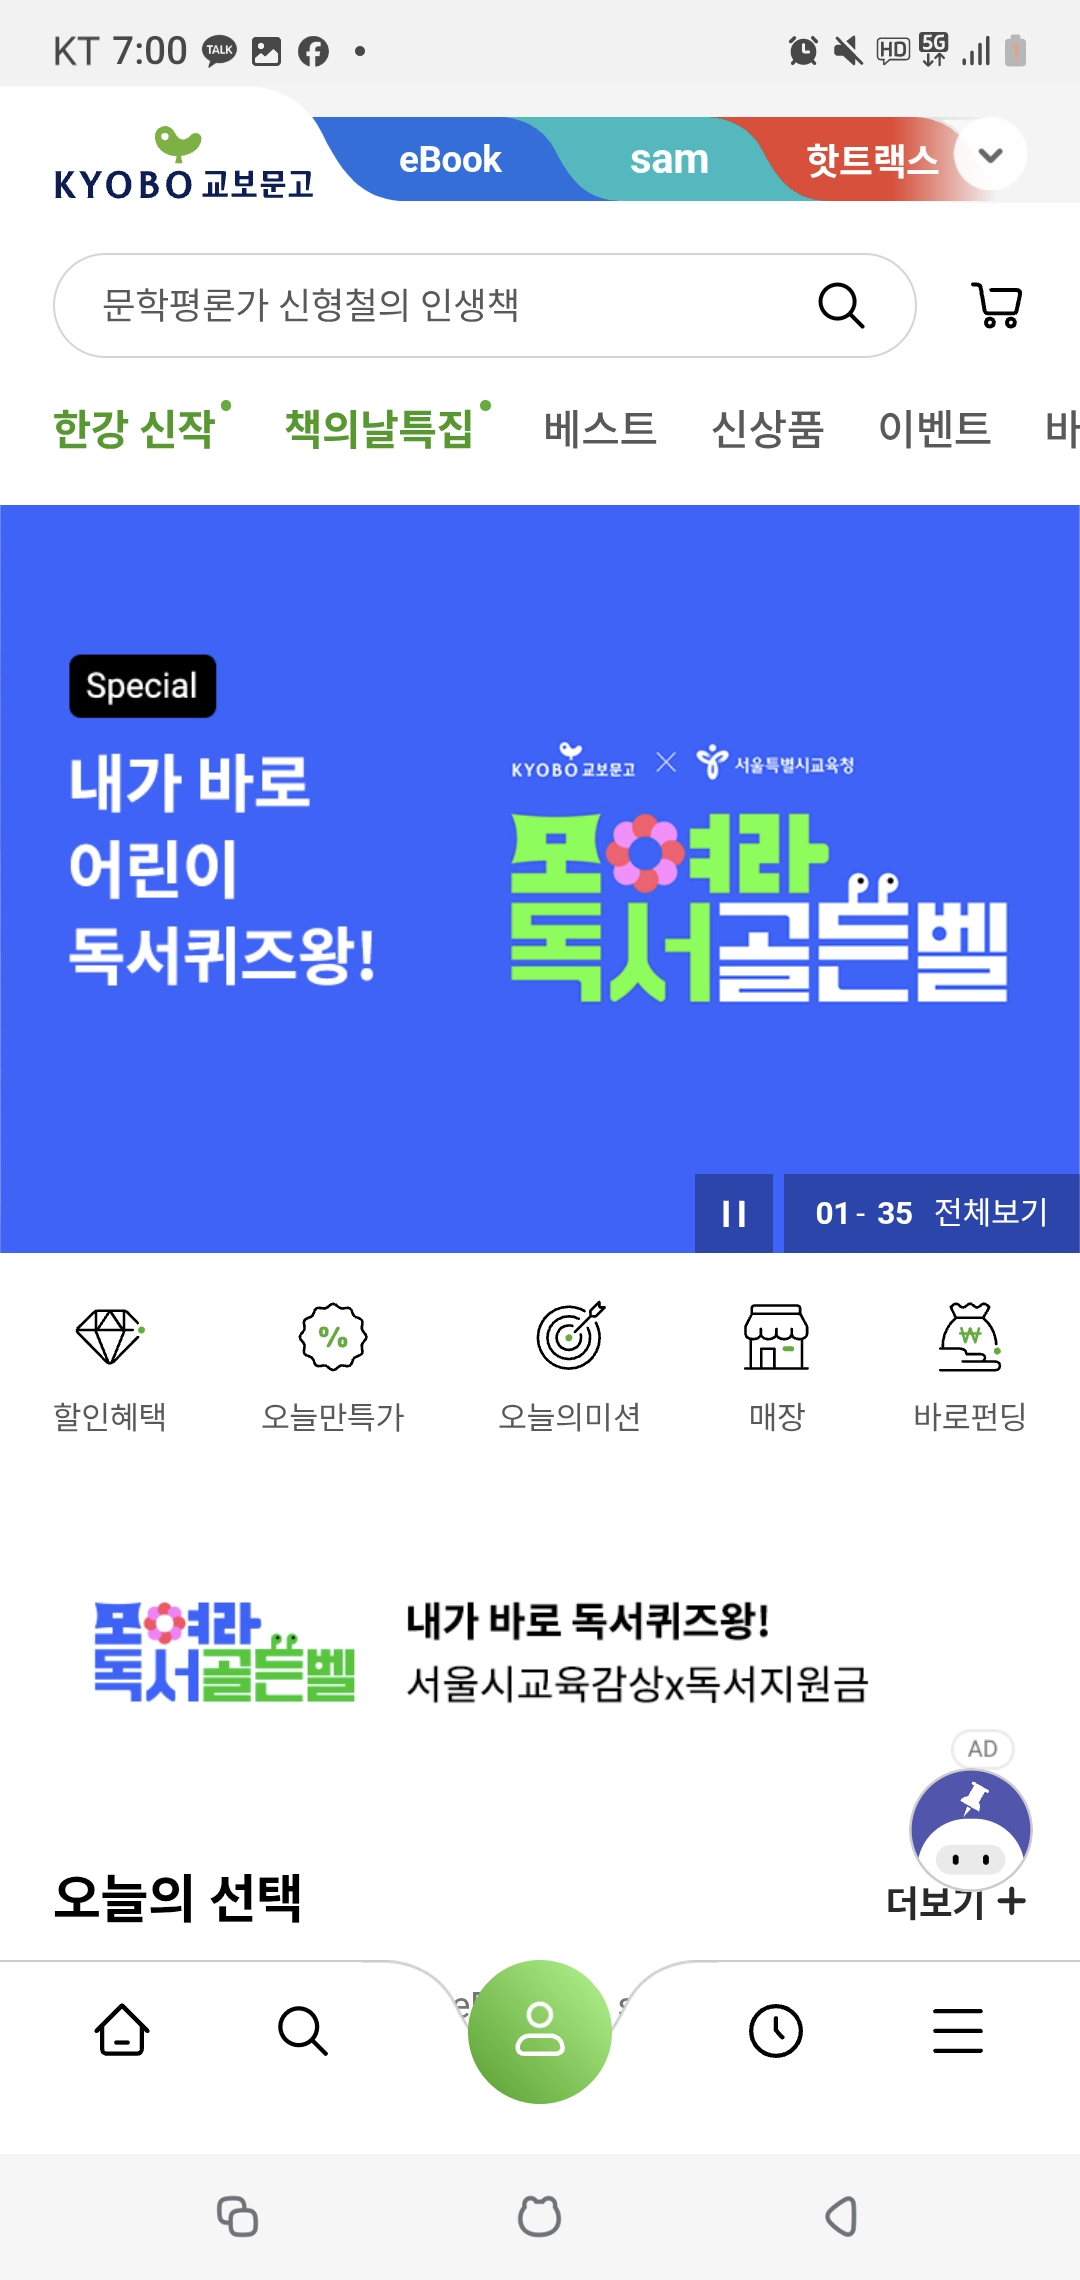 KT 7:00 TALK HD 5G
KYOBO 교보문고 eBook sam 핫트랙스
문학평론가 신형철의 인생책
한강 신작 책의날특집 베스트 신상품 이벤트 바
Special
내가 바로
어린이
독서퀴즈왕!
KYOBO 교보문고 × 서울특별시교육청
모여라
독서골든벨
01 - 35 전체보기
할인혜택 오늘만특가 오늘의미션 매장 바로펀딩
모여라
독서골든벨
내가 바로 독서퀴즈왕!
서울시교육감상x독서지원금
AD
오늘의 선택 더보기 +